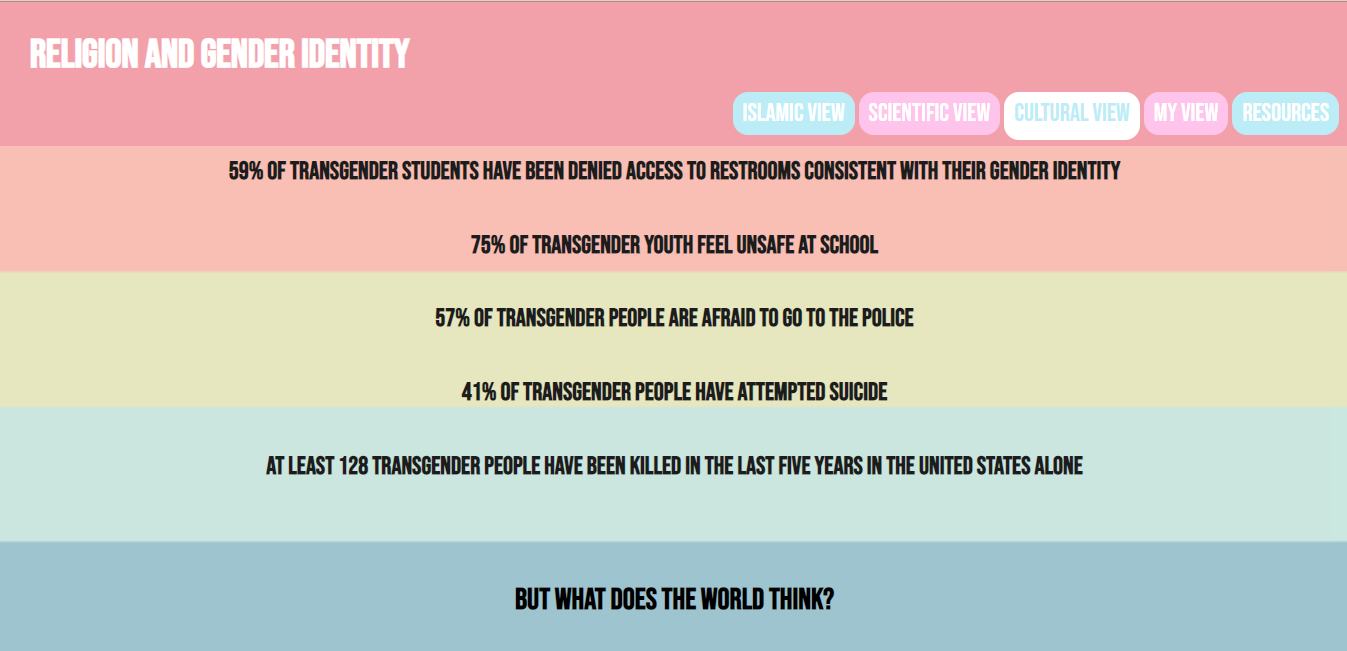 RELIGION AND GENDER IDENTITY
ISLAMIC VIEW SCIENTIFIC VIEW CULTURAL VIEW MY VIEW RESOURCES
59% OF TRANSGENDER STUDENTS HAVE BEEN DENIED ACCESS TO RESTROOMS CONSISTENT WITH THEIR GENDER IDENTITY
75% OF TRANSGENDER YOUTH FEEL UNSAFE AT SCHOOL
57% OF TRANSGENDER PEOPLE ARE AFRAID TO GO TO THE POLICE
41% OF TRANSGENDER PEOPLE HAVE ATTEMPTED SUICIDE
AT LEAST 128 TRANSGENDER PEOPLE HAVE BEEN KILLED IN THE LAST FIVE YEARS IN THE UNITED STATES ALONE
BUT WHAT DOES THE WORLD THINK?